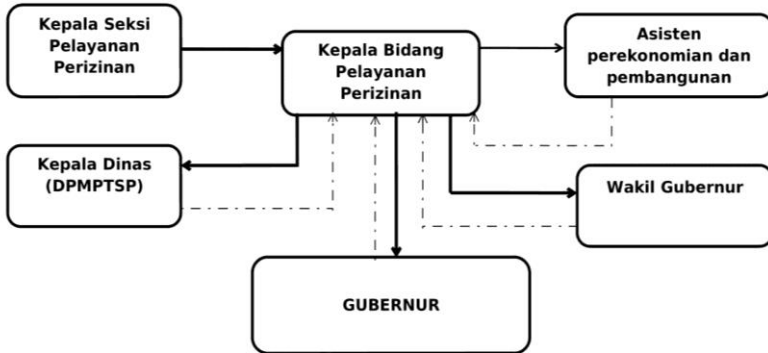 Kepala Seksi
Pelayanan
Perizinan
Kepala Bidang
Pelayanan
Perizinan
Asisten
perekonomian dan
pembangunan
Kepala Dinas
(DPMPTSP)
Wakil Gubernur
GUBERNUR